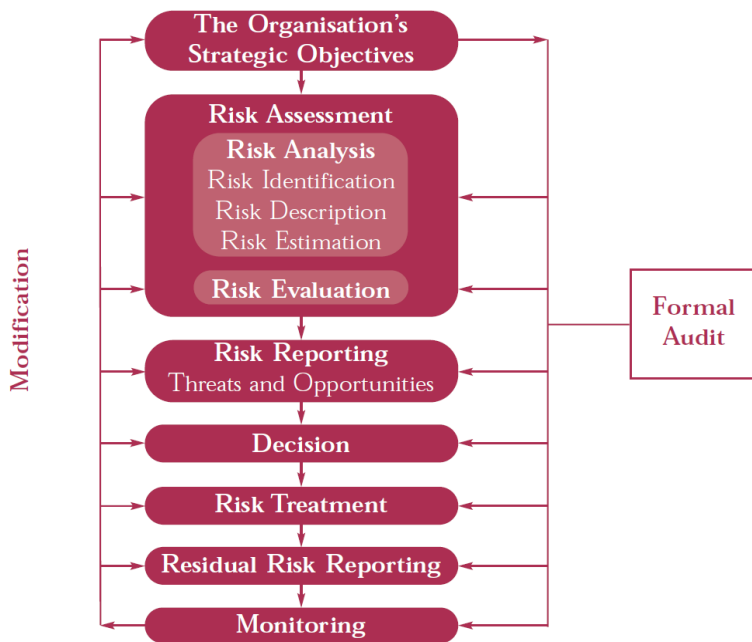 The Organisation's
Strategic Objectives
Risk Assessment
Risk Analysis
Risk Identification
Risk Description
Risk Estimation
Risk Evaluation
Modification
Formal
Audit
Risk Reporting
Threats and Opportunities
Decision
Risk Treatment
Residual Risk Reporting
Monitoring